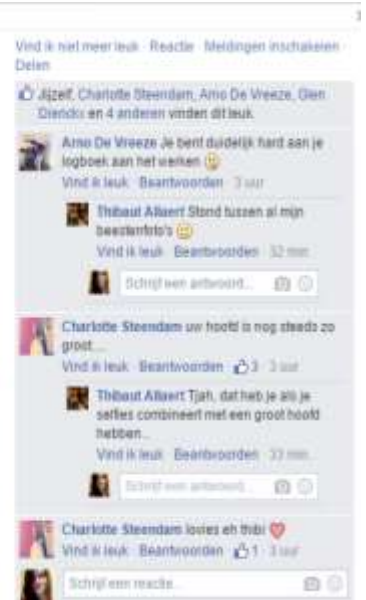 Vind ik niet meer leuk · Reactie · Meldingen inschakelen ·
Delen
Jijzelf, Charlotte Steendam, Arno De Vreeze, Glen
Dierickx en 4 anderen vinden dit leuk.
Arno De Vreeze Je bent duidelijk hard aan je
logboek aan het werken
Vind ik leuk · Beantwoorden · 3 uur
Thibaut Allaert Stond tussen al mijn
beestenfoto's
Vind ik leuk · Beantwoorden · 32 min.
Schrijf een antwoord...
Charlotte Steendam uw hoofd is nog steeds zo
groot....
Vind ik leuk · Beantwoorden · 3 · 3 uur
Thibaut Allaert Tjah, dat heb je als je
selfies combineert met een groot hoofd
hebben...
Vind ik leuk · Beantwoorden · 33 min.
Schrijf een antwoord...
Charlotte Steendam lovies eh thibi
Vind ik leuk · Beantwoorden · 1 · 3 uur
Schrijf een reactie...